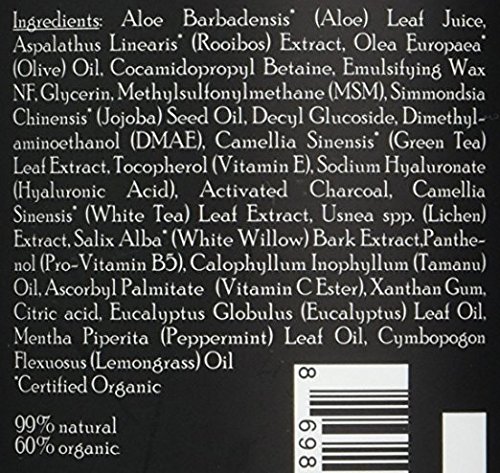 Ingredients: Aloe Barbadensis* (Aloe) Leaf Juice,
Aspalathus Linearis* (Rooibos) Extract, Olea Europaea*
(Olive) Oil, Cocamidopropyl Betaine, Emulsifying Wax
NF, Glycerin, Methylsulfonylmethane (MSM), Simmondsia
Chinensis* (Jojoba) Seed Oil, Decyl Glucoside, Dimethyl-
aminoethanol (DMAE), Camellia Sinensis* (Green Tea)
Leaf Extract, Tocopherol (Vitamin E), Sodium Hyaluronate
(Hyaluronic Acid), Activated Charcoal, Camellia
Sinensis* (White Tea) Leaf Extract, Usnea spp. (Lichen)
Extract, Salix Alba* (White Willow) Bark Extract,Panthe-
nol (Pro-Vitamin B5), Calophyllum Inophyllum (Tamanu)
Oil, Ascorbyl Palmitate (Vitamin C Ester), Xanthan Gum,
Citric acid, Eucalyptus Globulus (Eucalyptus) Leaf Oil,
Mentha Piperita (Peppermint) Leaf Oil, Cymbopogon
Flexuosus (Lemongrass) Oil
*Certified Organic
99% natural
60% organic
8 698